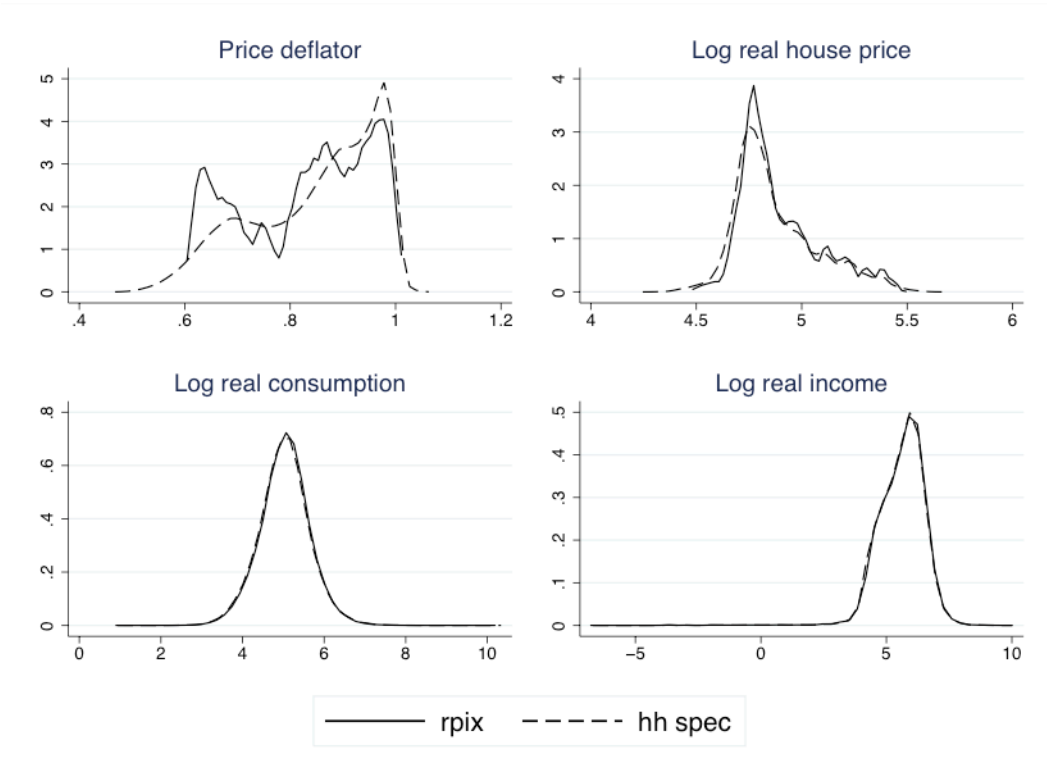 Price deflator
5
4
3
2
1
0
.4 .6 .8 1 1.2
Log real house price
4
3
2
1
0
4 4.5 5 5.5 6
Log real consumption
.8
.6
.4
.2
0
0 2 4 6 8 10
Log real income
.5
.4
.3
.2
.1
0
−5 0 5 10
rpix hh spec